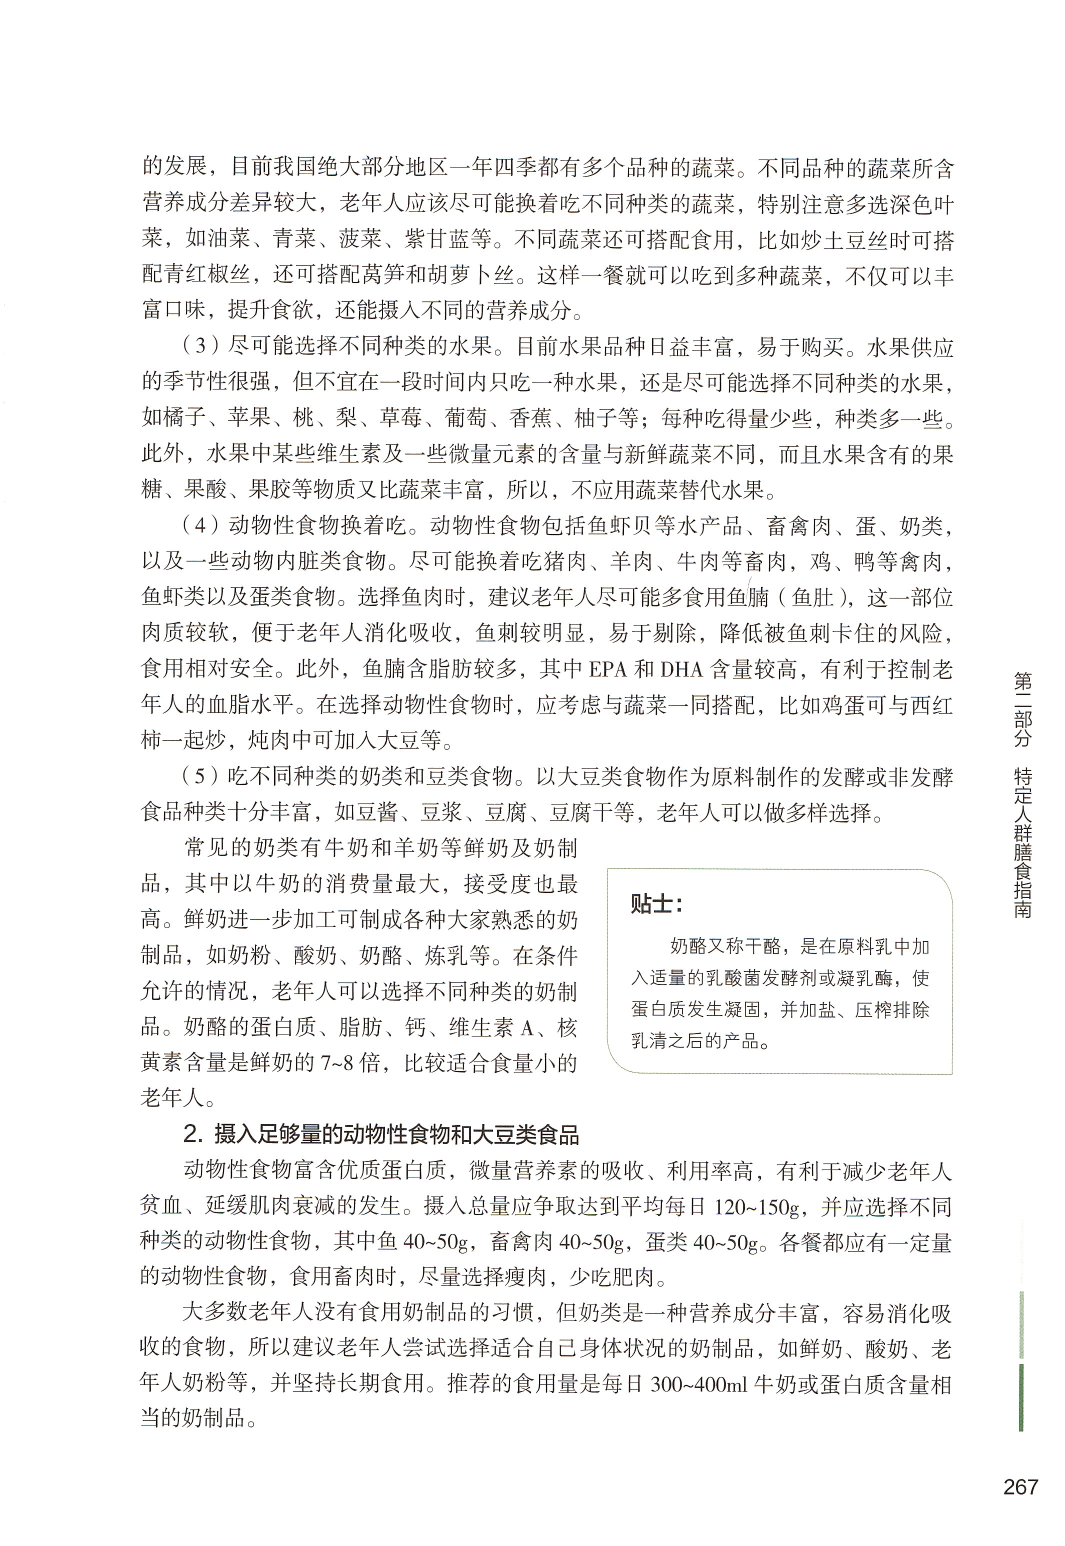 的发展，目前我国绝大部分地区一年四季都有多个品种的蔬菜。不同品种的蔬菜所含
营养成分差异较大，老年人应该尽可能换着吃不同种类的蔬菜，特别注意多选深色叶
菜，如油菜、青菜、菠菜、紫甘蓝等。不同蔬菜还可搭配食用，比如炒土豆丝时可搭
配青红椒丝，还可搭配莴笋和胡萝卜丝。这样一餐就可以吃到多种蔬菜，不仅可以丰
富口味，提升食欲，还能摄入不同的营养成分。
（3）尽可能选择不同种类的水果。目前水果品种日益丰富，易于购买。水果供应
的季节性很强，但不宜在一段时间内只吃一种水果，还是尽可能选择不同种类的水果，
如橘子、苹果、桃、梨、草莓、葡萄、香蕉、柚子等；每种吃得量少些，种类多一些。
此外，水果中某些维生素及一些微量元素的含量与新鲜蔬菜不同，而且水果含有的果
糖、果酸、果胶等物质又比蔬菜丰富，所以，不应用蔬菜替代水果。
（4）动物性食物换着吃。动物性食物包括鱼虾贝等水产品、畜禽肉、蛋、奶类，
以及一些动物内脏类食物。尽可能换着吃猪肉、羊肉、牛肉等畜肉，鸡、鸭等禽肉，
鱼虾类以及蛋类食物。选择鱼肉时，建议老年人尽可能多食用鱼腩（鱼肚），这一部位
肉质较软，便于老年人消化吸收，鱼刺较明显，易于剔除，降低被鱼刺卡住的风险，
食用相对安全。此外，鱼腩含脂肪较多，其中 EPA 和 DHA 含量较高，有利于控制老
年人的血脂水平。在选择动物性食物时，应考虑与蔬菜一同搭配，比如鸡蛋可与西红
柿一起炒，炖肉中可加入大豆等。
（5）吃不同种类的奶类和豆类食物。以大豆类食物作为原料制作的发酵或非发酵
食品种类十分丰富，如豆酱、豆浆、豆腐、豆腐干等，老年人可以做多样选择。
常见的奶类有牛奶和羊奶等鲜奶及奶制
品，其中以牛奶的消费量最大，接受度也最
高。鲜奶进一步加工可制成各种大家熟悉的奶
制品，如奶粉、酸奶、奶酪、炼乳等。在条件
允许的情况，老年人可以选择不同种类的奶制
品。奶酪的蛋白质、脂肪、钙、维生素 A、核
黄素含量是鲜奶的 7~8 倍，比较适合食量小的
老年人。
贴士：
奶酪又称干酪，是在原料乳中加
入适量的乳酸菌发酵剂或凝乳酶，使
蛋白质发生凝固，并加盐、压榨排除
乳清之后的产品。
2. 摄入足够量的动物性食物和大豆类食品
动物性食物富含优质蛋白质，微量营养素的吸收、利用率高，有利于减少老年人
贫血、延缓肌肉衰减的发生。摄入总量应争取达到平均每日 120~150g，并应选择不同
种类的动物性食物，其中鱼 40~50g，畜禽肉 40~50g，蛋类 40~50g。各餐都应有一定量
的动物性食物，食用畜肉时，尽量选择瘦肉，少吃肥肉。
大多数老年人没有食用奶制品的习惯，但奶类是一种营养成分丰富，容易消化吸
收的食物，所以建议老年人尝试选择适合自己身体状况的奶制品，如鲜奶、酸奶、老
年人奶粉等，并坚持长期食用。推荐的食用量是每日 300~400ml 牛奶或蛋白质含量相
当的奶制品。
第二部分 特定人群膳食指南
267